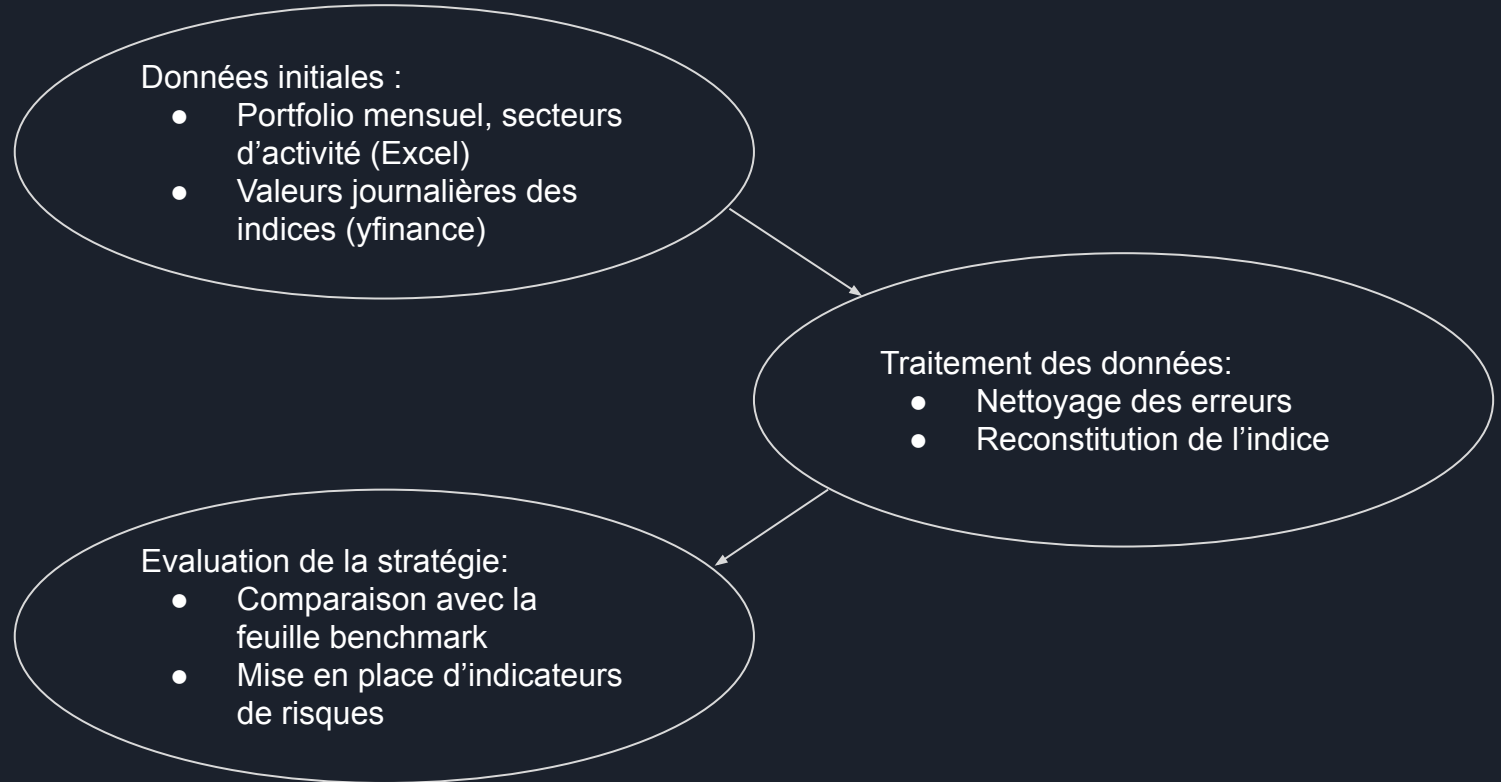 Données initiales :
● Portfolio mensuel, secteurs
d’activité (Excel)
● Valeurs journalières des
indices (yfinance)
Traitement des données:
● Nettoyage des erreurs
● Reconstitution de l’indice
Evaluation de la stratégie:
● Comparaison avec la
feuille benchmark
● Mise en place d’indicateurs
de risques